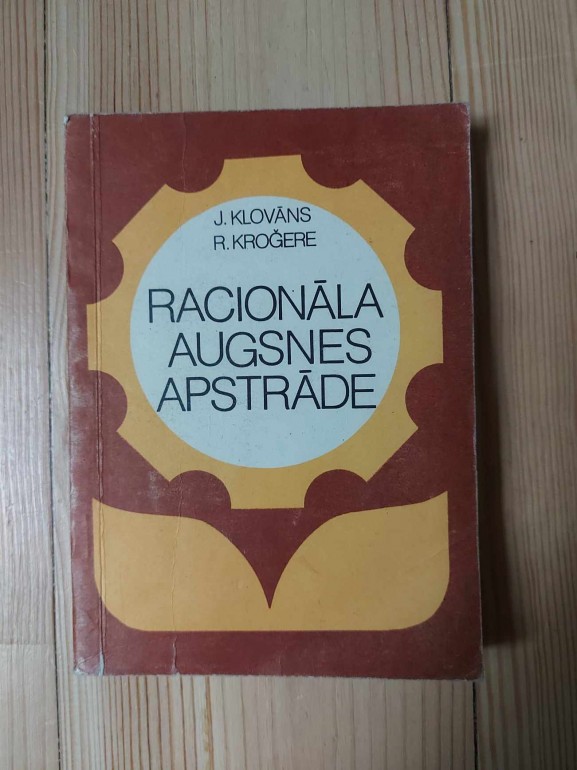 J. KLOVĀNS
R. KROĢERE
RACIONĀLA
AUGSNES
APSTRĀDE